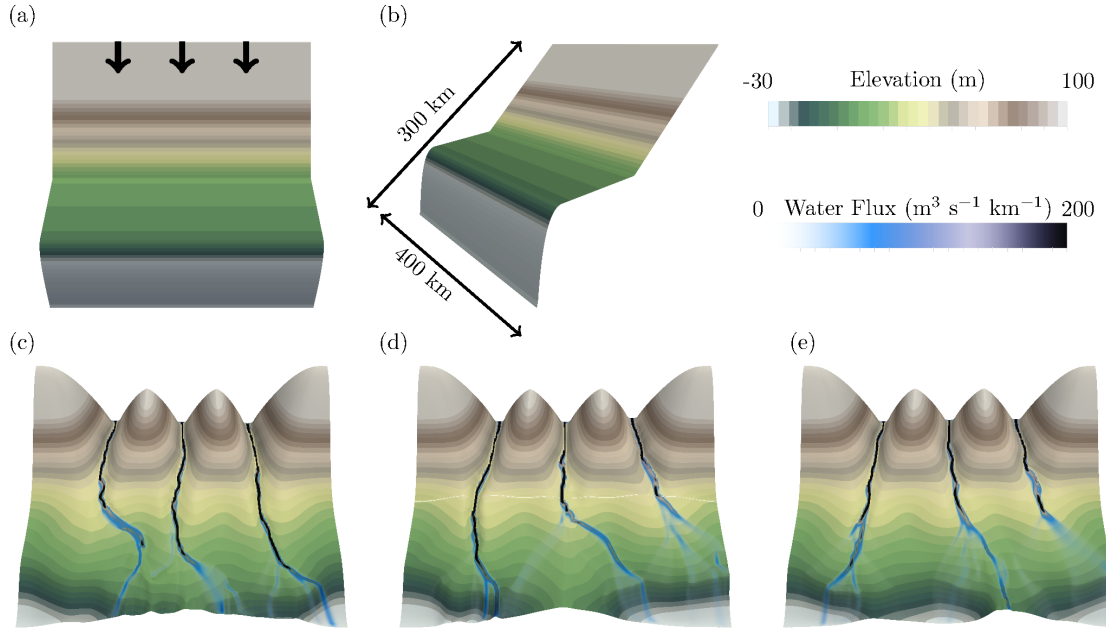 (a)
(b)
300 km
400 km
-30 Elevation (m) 100
0 Water Flux (m³ s⁻¹ km⁻¹) 200
(c)
(d)
(e)